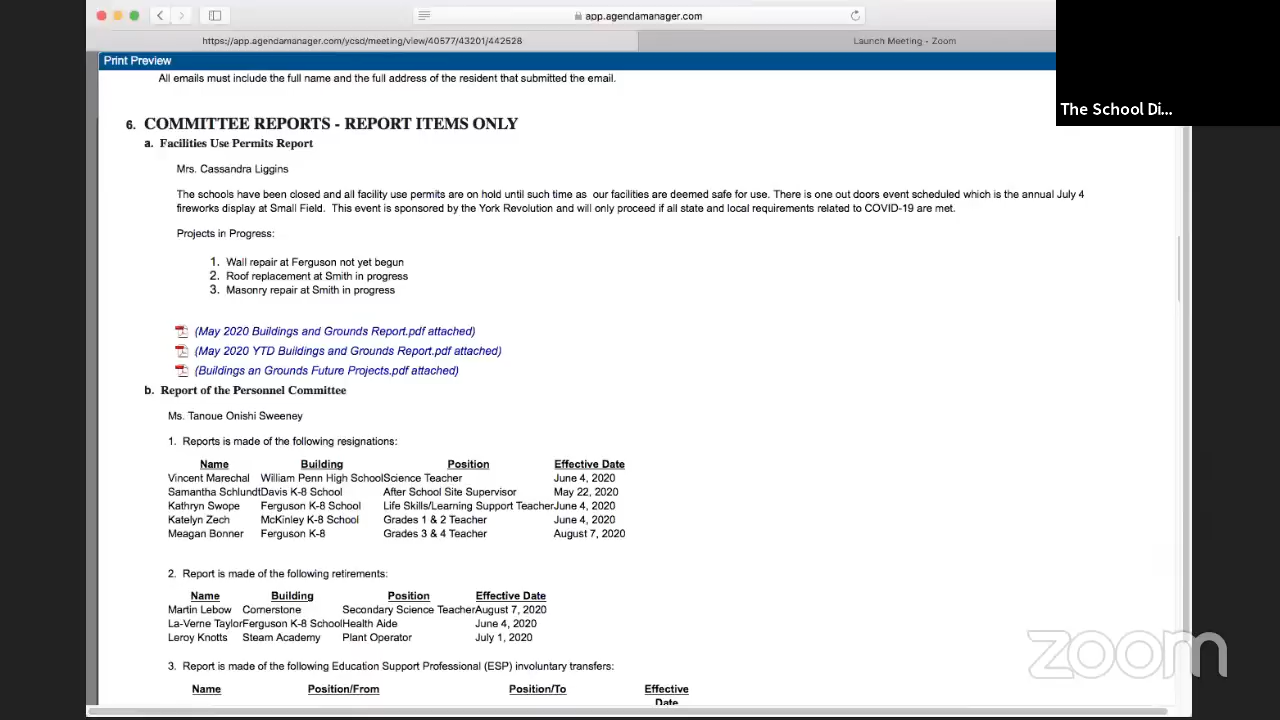 app.agendamanager.com
https://app.agendamanager.com/ycsd/meeting/view/40577/43201/442528
Launch Meeting - Zoom
Print Preview
All emails must include the full name and the full address of the resident that submitted the email.
The School Di...
6. COMMITTEE REPORTS - REPORT ITEMS ONLY
a. Facilities Use Permits Report
Mrs. Cassandra Liggins
The schools have been closed and all facility use permits are on hold until such time as our facilities are deemed safe for use. There is one out doors event scheduled which is the annual July 4
fireworks display at Small Field. This event is sponsored by the York Revolution and will only proceed if all state and local requirements related to COVID-19 are met.
Projects in Progress:
1. Wall repair at Ferguson not yet begun
2. Roof replacement at Smith in progress
3. Masonry repair at Smith in progress
(May 2020 Buildings and Grounds Report.pdf attached)
(May 2020 YTD Buildings and Grounds Report.pdf attached)
(Buildings an Grounds Future Projects.pdf attached)
b. Report of the Personnel Committee
Ms. Tanoue Onishi Sweeney
1. Reports is made of the following resignations:
Name Building Position Effective Date
Vincent Marechal William Penn High School Science Teacher June 4, 2020
Samantha Schlundt Davis K-8 School After School Site Supervisor May 22, 2020
Kathryn Swope Ferguson K-8 School Life Skills/Learning Support Teacher June 4, 2020
Katelyn Zech McKinley K-8 School Grades 1 & 2 Teacher June 4, 2020
Meagan Bonner Ferguson K-8 Grades 3 & 4 Teacher August 7, 2020
2. Report is made of the following retirements:
Name Building Position Effective Date
Martin Lebow Cornerstone Secondary Science Teacher August 7, 2020
La-Verne Taylor Ferguson K-8 School Health Aide June 4, 2020
Leroy Knotts Steam Academy Plant Operator July 1, 2020
3. Report is made of the following Education Support Professional (ESP) involuntary transfers:
Name Position/From Position/To Effective
Date
zoom